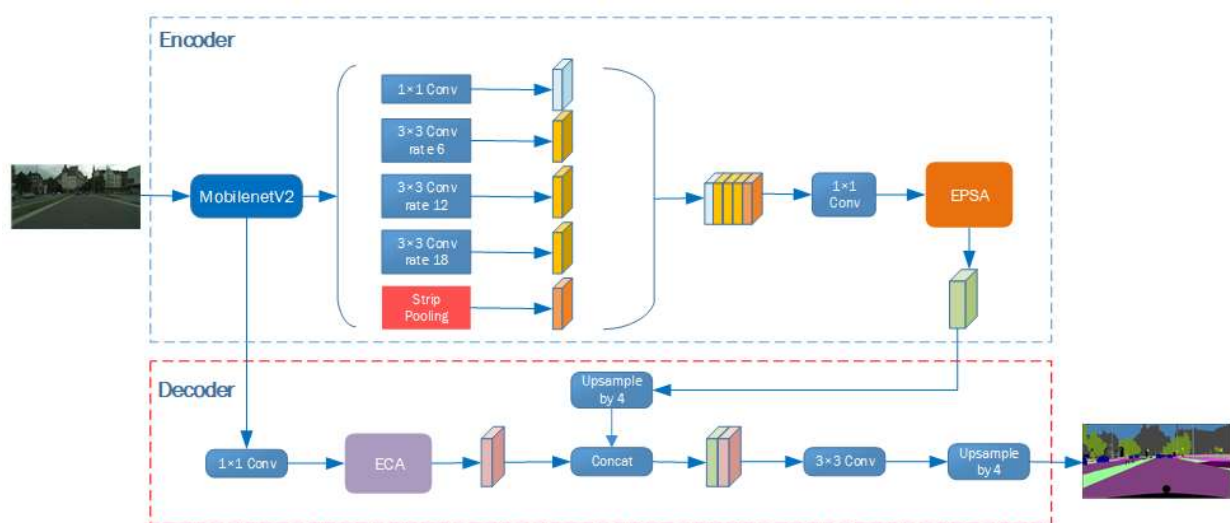 Encoder
1×1 Conv
3×3 Conv
rate 6
MobilenetV2
3×3 Conv
rate 12
1×1
Conv
EPSA
3×3 Conv
rate 18
Strip
Pooling
Decoder
Upsample
by 4
1×1 Conv
ECA
Concat
3×3 Conv
Upsample
by 4